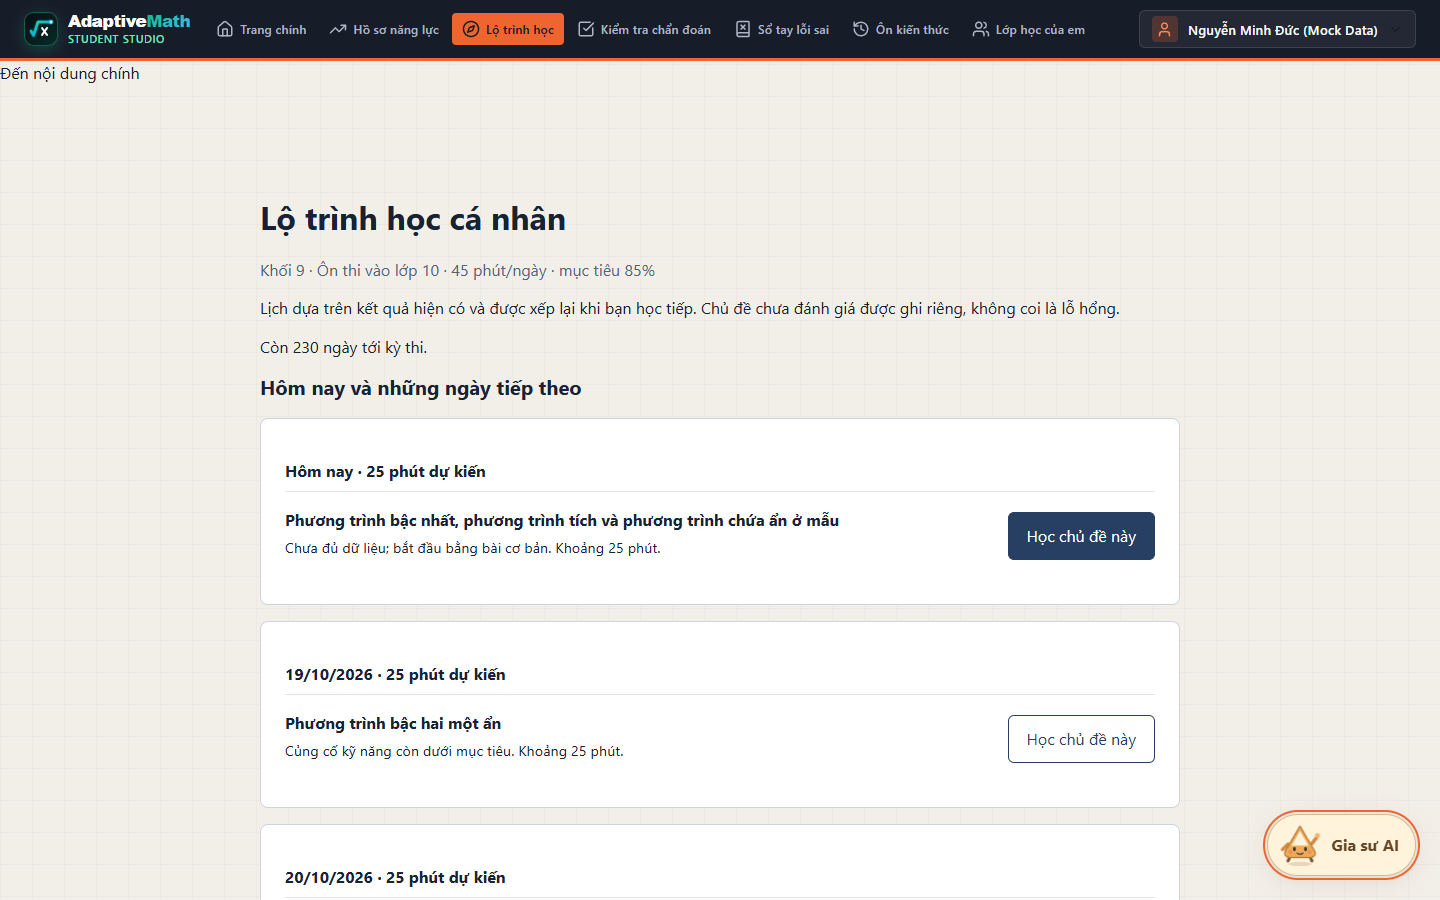 AdaptiveMath
STUDENT STUDIO
Trang chính
Hồ sơ năng lực
Lộ trình học
Kiểm tra chẩn đoán
Sổ tay lỗi sai
Ôn kiến thức
Lớp học của em
Nguyễn Minh Đức (Mock Data)
Đến nội dung chính
Lộ trình học cá nhân
Khối 9 · Ôn thi vào lớp 10 · 45 phút/ngày · mục tiêu 85%
Lịch dựa trên kết quả hiện có và được xếp lại khi bạn học tiếp. Chủ đề chưa đánh giá được ghi riêng, không coi là lỗ hổng.
Còn 230 ngày tới kỳ thi.
Hôm nay và những ngày tiếp theo
Hôm nay · 25 phút dự kiến
Phương trình bậc nhất, phương trình tích và phương trình chứa ẩn ở mẫu
Chưa đủ dữ liệu; bắt đầu bằng bài cơ bản. Khoảng 25 phút.
Học chủ đề này
19/10/2026 · 25 phút dự kiến
Phương trình bậc hai một ẩn
Củng cố kỹ năng còn dưới mục tiêu. Khoảng 25 phút.
Học chủ đề này
20/10/2026 · 25 phút dự kiến
Gia sư AI